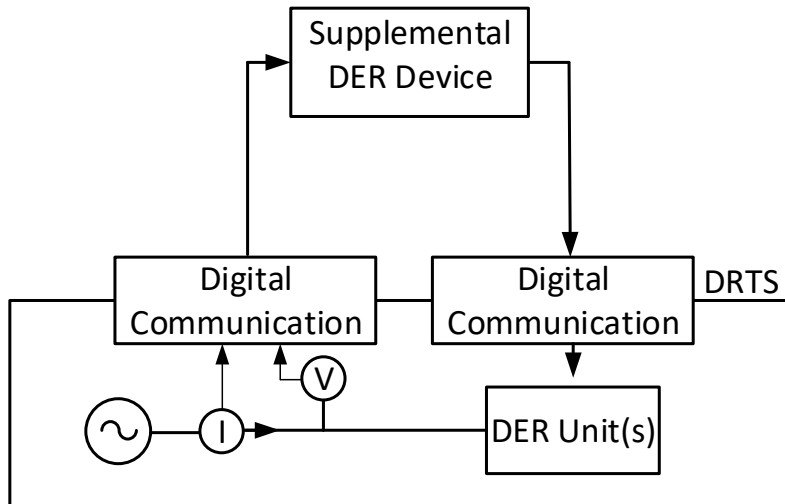 Supplemental
DER Device
Digital
Communication
Digital
Communication
DRTS
V
I
DER Unit(s)